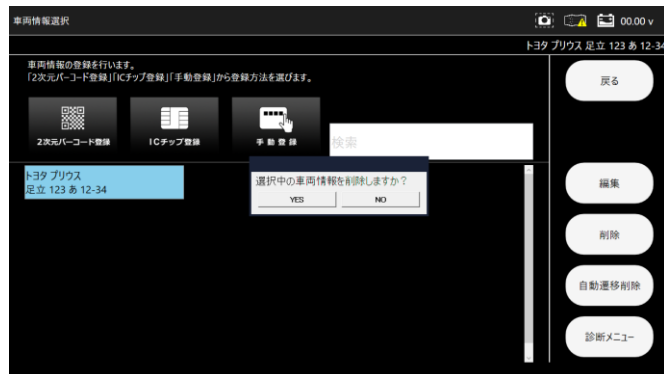 車両情報選択
00.00 v
トヨタ プリウス 足立 123 あ 12-34
車両情報の登録を行います。
「2次元バーコード登録」「ICチップ登録」「手動登録」から登録方法を選びます。
戻る
2次元バーコード登録
ICチップ登録
手動登録
検索
トヨタ プリウス
足立 123 あ 12-34
選択中の車両情報を削除しますか?
YES
NO
編集
削除
自動遷移削除
診断メニュー